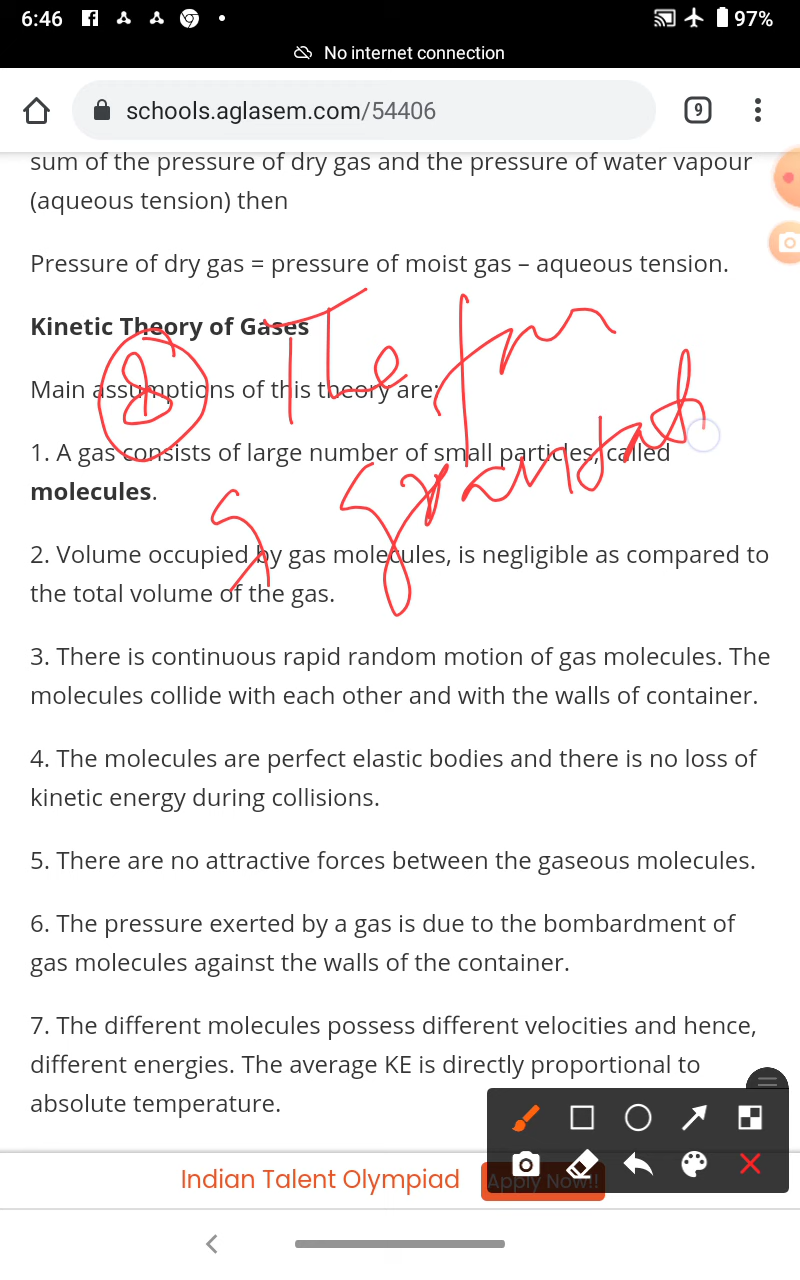 6:46
97%
No internet connection
schools.aglasem.com/54406
9
sum of the pressure of dry gas and the pressure of water vapour
(aqueous tension) then
Pressure of dry gas = pressure of moist gas – aqueous tension.
Kinetic Theory of Gases
Main assumptions of this theory are:
8 The
1. A gas consists of large number of small particles, called
molecules.
2. Volume occupied by gas molecules, is negligible as compared to
the total volume of the gas.
3. There is continuous rapid random motion of gas molecules. The
molecules collide with each other and with the walls of container.
4. The molecules are perfect elastic bodies and there is no loss of
kinetic energy during collisions.
5. There are no attractive forces between the gaseous molecules.
6. The pressure exerted by a gas is due to the bombardment of
gas molecules against the walls of the container.
7. The different molecules possess different velocities and hence,
different energies. The average KE is directly proportional to
absolute temperature.
Indian Talent Olympiad
Apply Now!!